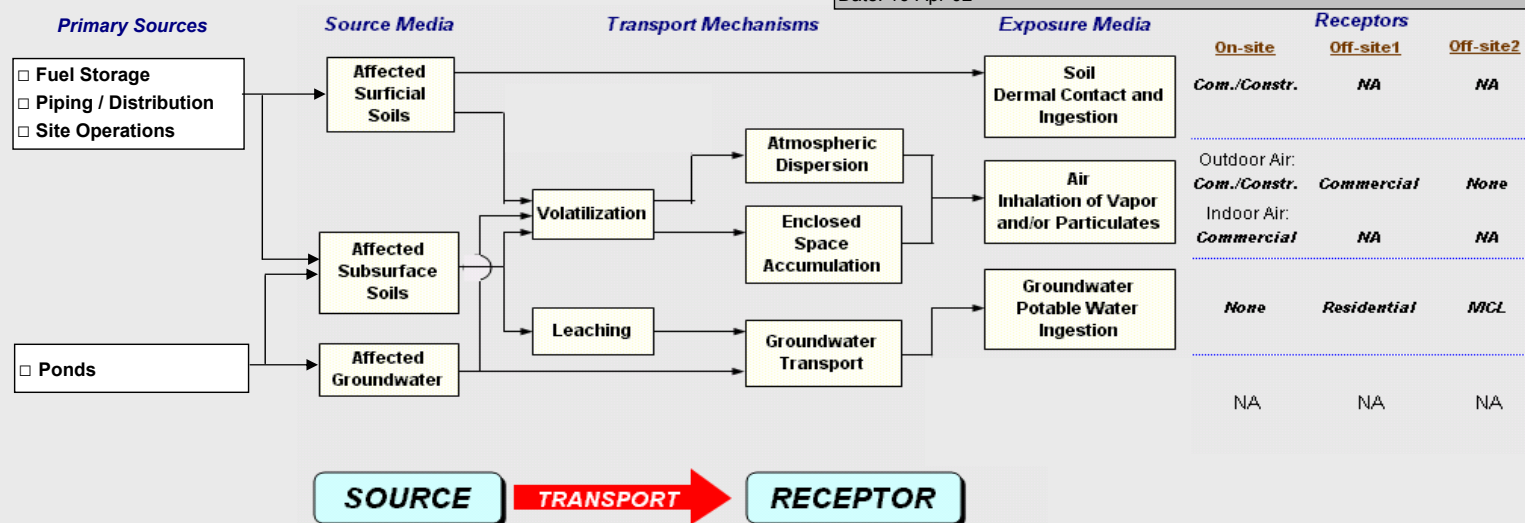 Primary Sources
Source Media
Transport Mechanisms
Exposure Media
Receptors
On-site
Off-site1
Off-site2
□ Fuel Storage
□ Piping / Distribution
□ Site Operations
□ Ponds
Affected
Surficial
Soils
Affected
Subsurface
Soils
Affected
Groundwater
Volatilization
Leaching
Atmospheric
Dispersion
Enclosed
Space
Accumulation
Groundwater
Transport
Soil
Dermal Contact and
Ingestion
Air
Inhalation of Vapor
and/or Particulates
Groundwater
Potable Water
Ingestion
Com./Constr.
NA
NA
Outdoor Air:
Com./Constr.
Commercial
None
Indoor Air:
Commercial
NA
NA
None
Residential
MCL
NA
NA
NA
SOURCE
TRANSPORT
RECEPTOR